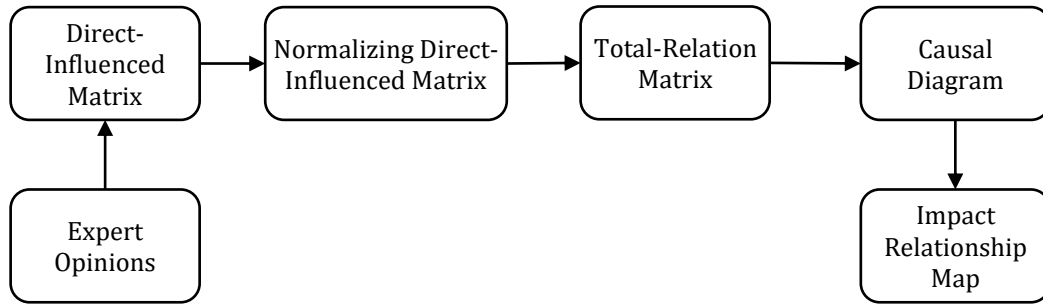 Direct-
Influenced
Matrix
Normalizing Direct-
Influenced Matrix
Total-Relation
Matrix
Causal
Diagram
Expert
Opinions
Impact
Relationship
Map